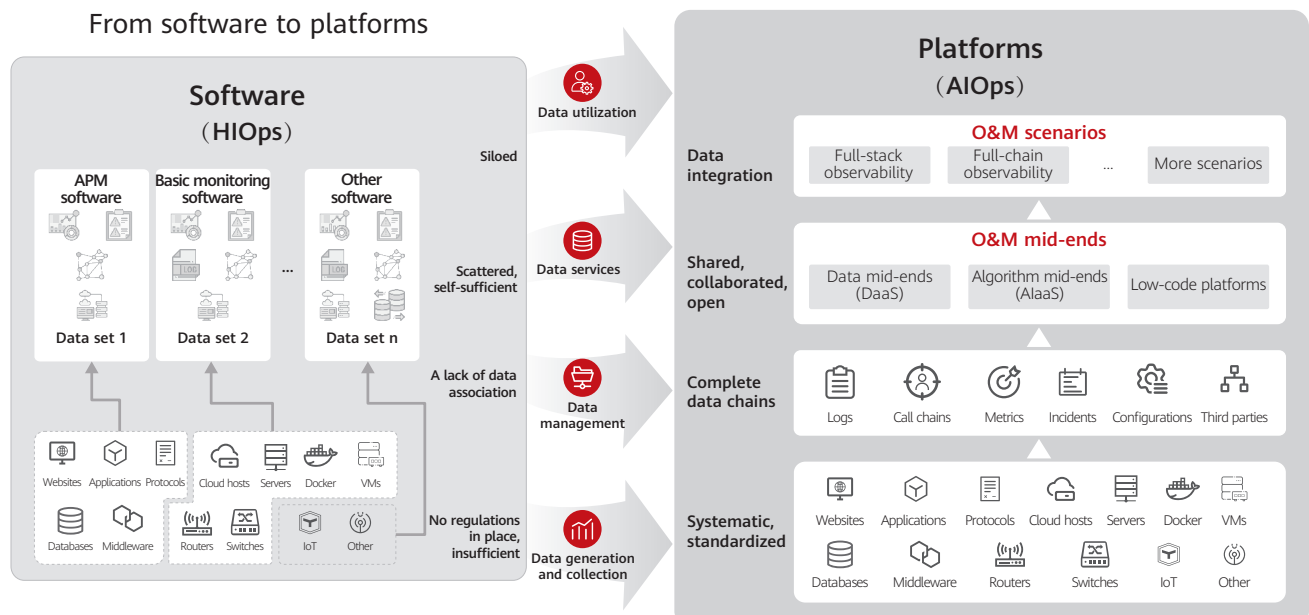 From software to platforms
Software
（HIOps）
APM
software
Data set 1
Basic monitoring
software
LOG
Data set 2
...
Other
software
LOG
Data set n
Websites
Applications
Protocols
Databases
Middleware
Cloud hosts
Servers
Docker
VMs
Routers
Switches
IoT
Other
Siloed
Scattered,
self-sufficient
A lack of data
association
No regulations
in place,
insufficient
Data utilization
Data services
Data
management
Data generation
and collection
Platforms
（AIOps）
Data
integration
O&M scenarios
Full-stack
observability
Full-chain
observability
...
More scenarios
Shared,
collaborated,
open
O&M mid-ends
Data mid-ends
(DaaS)
Algorithm mid-ends
(AIaaS)
Low-code platforms
Complete
data chains
Logs
Call chains
Metrics
Incidents
Configurations
Third parties
Systematic,
standardized
Websites
Applications
Protocols
Cloud hosts
Servers
Docker
VMs
Databases
Middleware
Routers
Switches
IoT
Other